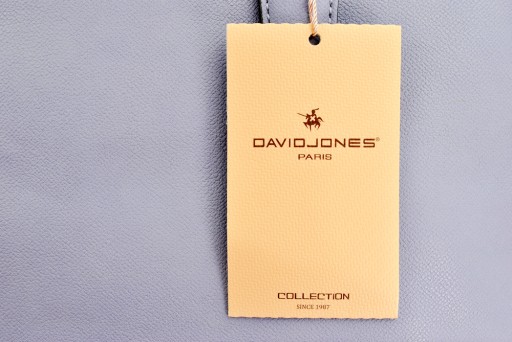 DAVIDJONES®
PARIS
COLLECTION
SINCE 1987